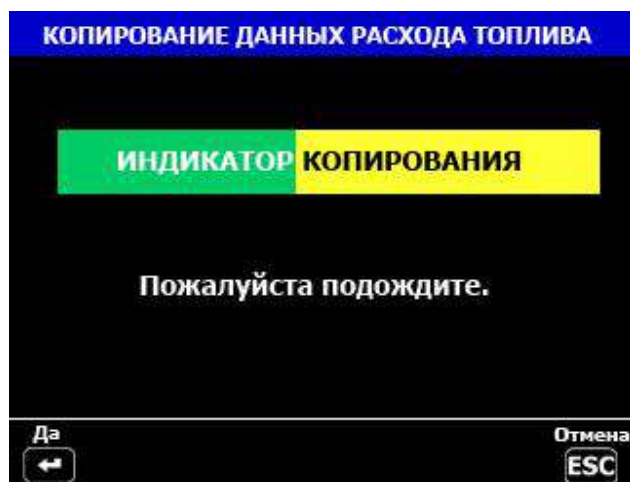 КОПИРОВАНИЕ ДАННЫХ РАСХОДА ТОПЛИВА
ИНДИКАТОР КОПИРОВАНИЯ
Пожалуйста подождите.
Да
Отмена
ESC